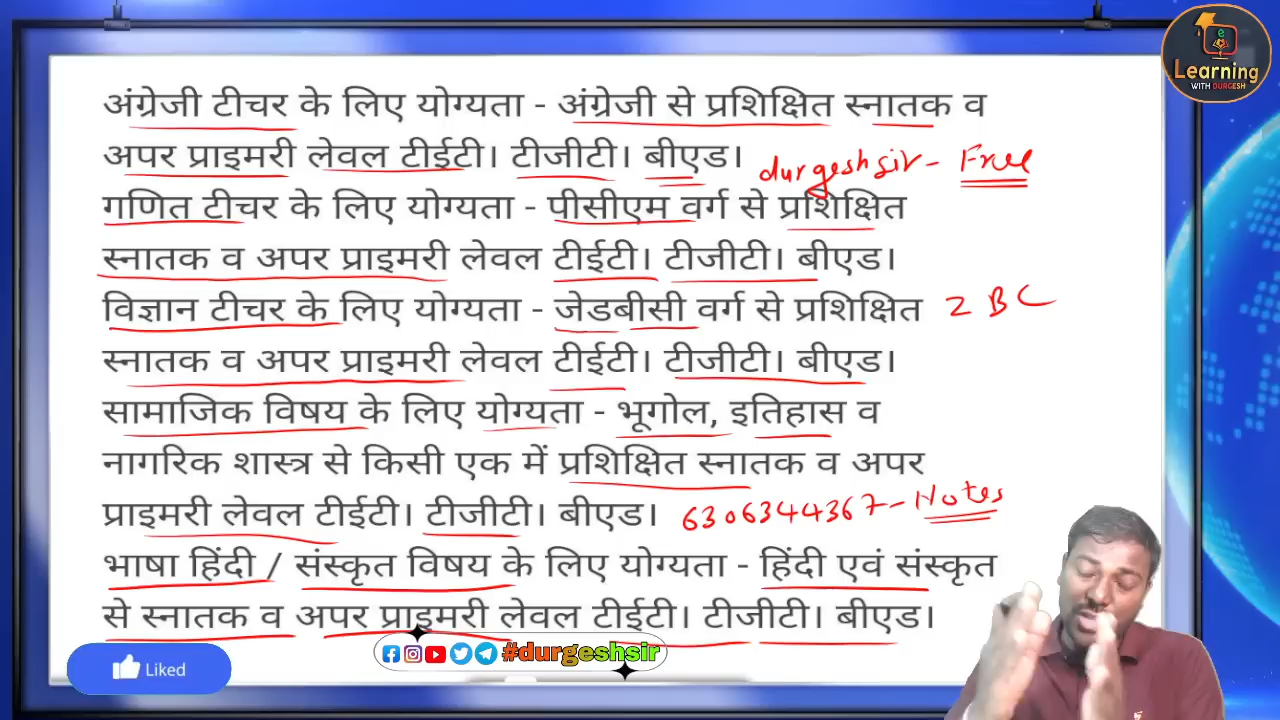 e
Learning
WITH DURGESH
अंग्रेजी टीचर के लिए योग्यता - अंग्रेजी से प्रशिक्षित स्नातक व
अपर प्राइमरी लेवल टीईटी। टीजीटी। बीएड।
durgeshsir - Free
गणित टीचर के लिए योग्यता - पीसीएम वर्ग से प्रशिक्षित
स्नातक व अपर प्राइमरी लेवल टीईटी। टीजीटी। बीएड।
विज्ञान टीचर के लिए योग्यता - जेडबीसी वर्ग से प्रशिक्षित
Z B C
स्नातक व अपर प्राइमरी लेवल टीईटी। टीजीटी। बीएड।
सामाजिक विषय के लिए योग्यता - भूगोल, इतिहास व
नागरिक शास्त्र से किसी एक में प्रशिक्षित स्नातक व अपर
प्राइमरी लेवल टीईटी। टीजीटी। बीएड।
6306344367 - Notes
भाषा हिंदी / संस्कृत विषय के लिए योग्यता - हिंदी एवं संस्कृत
से स्नातक व अपर प्राइमरी लेवल टीईटी। टीजीटी। बीएड।
#durgeshsir
Liked